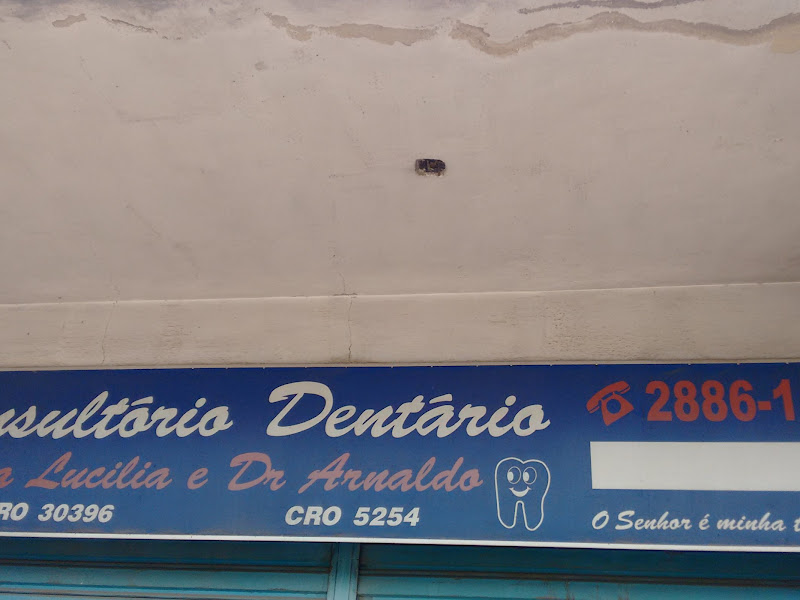 nsultório Dentário
a Lucilia e Dr Arnaldo
RO 30396 CRO 5254
2886-1
O Senhor é minha